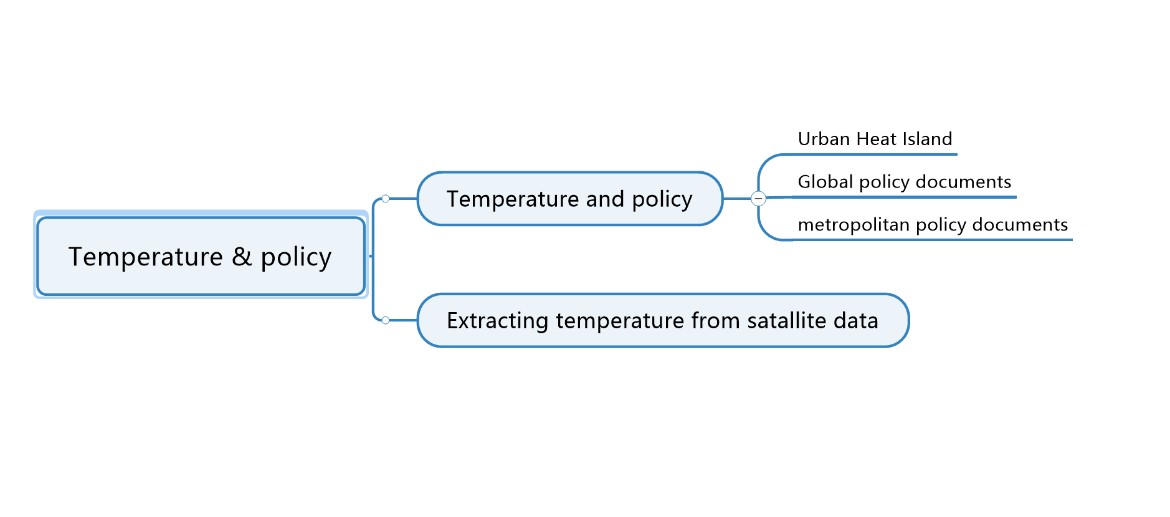 Temperature & policy
Temperature and policy
Urban Heat Island
Global policy documents
metropolitan policy documents
Extracting temperature from satallite data